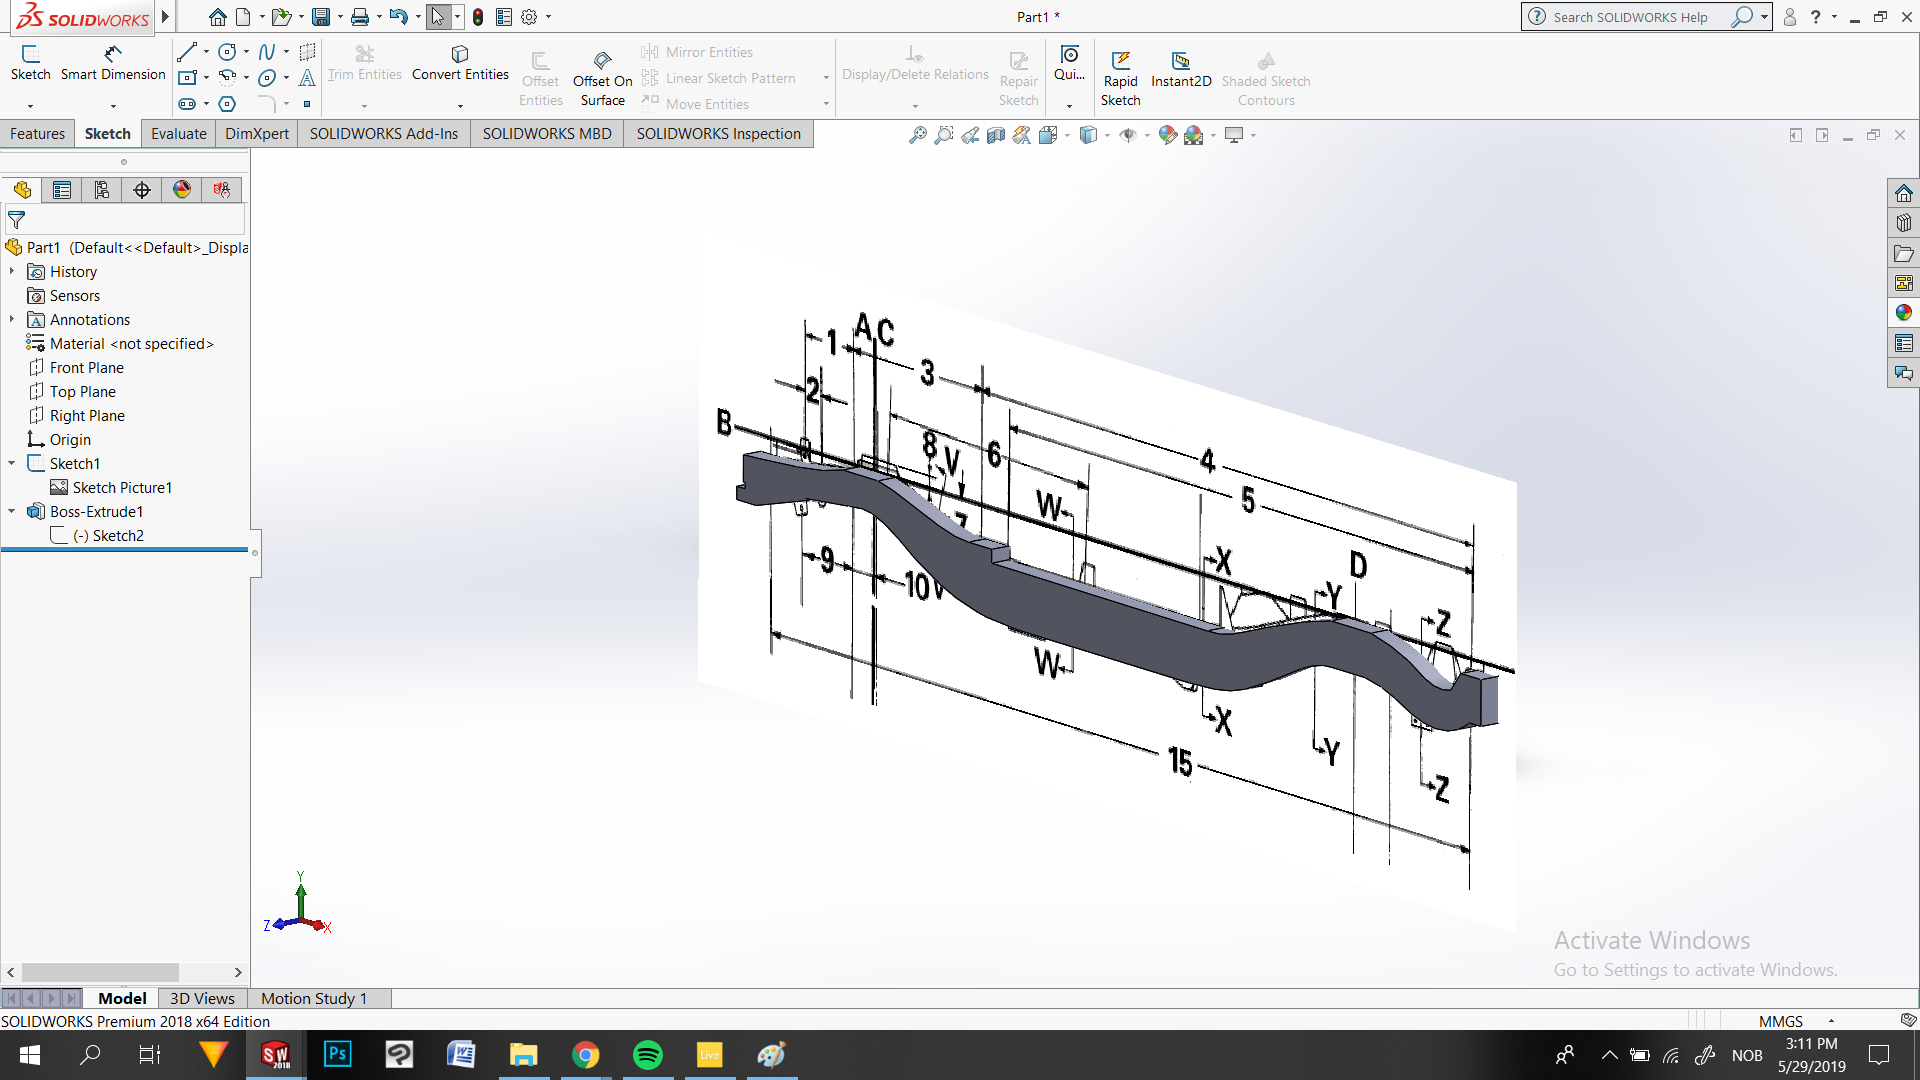 SOLIDWORKS
Part1 *
Search SOLIDWORKS Help
Sketch
Smart Dimension
Trim Entities
Convert Entities
Offset Entities
Offset On Surface
Mirror Entities
Linear Sketch Pattern
Move Entities
Display/Delete Relations
Repair Sketch
Qui...
Rapid Sketch
Instant2D
Shaded Sketch Contours
Features
Sketch
Evaluate
DimXpert
SOLIDWORKS Add-Ins
SOLIDWORKS MBD
SOLIDWORKS Inspection
Part1 (Default<<Default>_Displa
History
Sensors
Annotations
Material <not specified>
Front Plane
Top Plane
Right Plane
Origin
Sketch1
Sketch Picture1
Boss-Extrude1
(-) Sketch2
A C
1
3
2
B
8
V
6
4
5
W
7
X
D
9
10
V
Y
Z
W
X
Y
15
Z
Y
Z
X
Activate Windows
Go to Settings to activate Windows.
Model
3D Views
Motion Study 1
SOLIDWORKS Premium 2018 x64 Edition
MMGS
SW
2018
Ps
Live
NOB
3:11 PM
5/29/2019